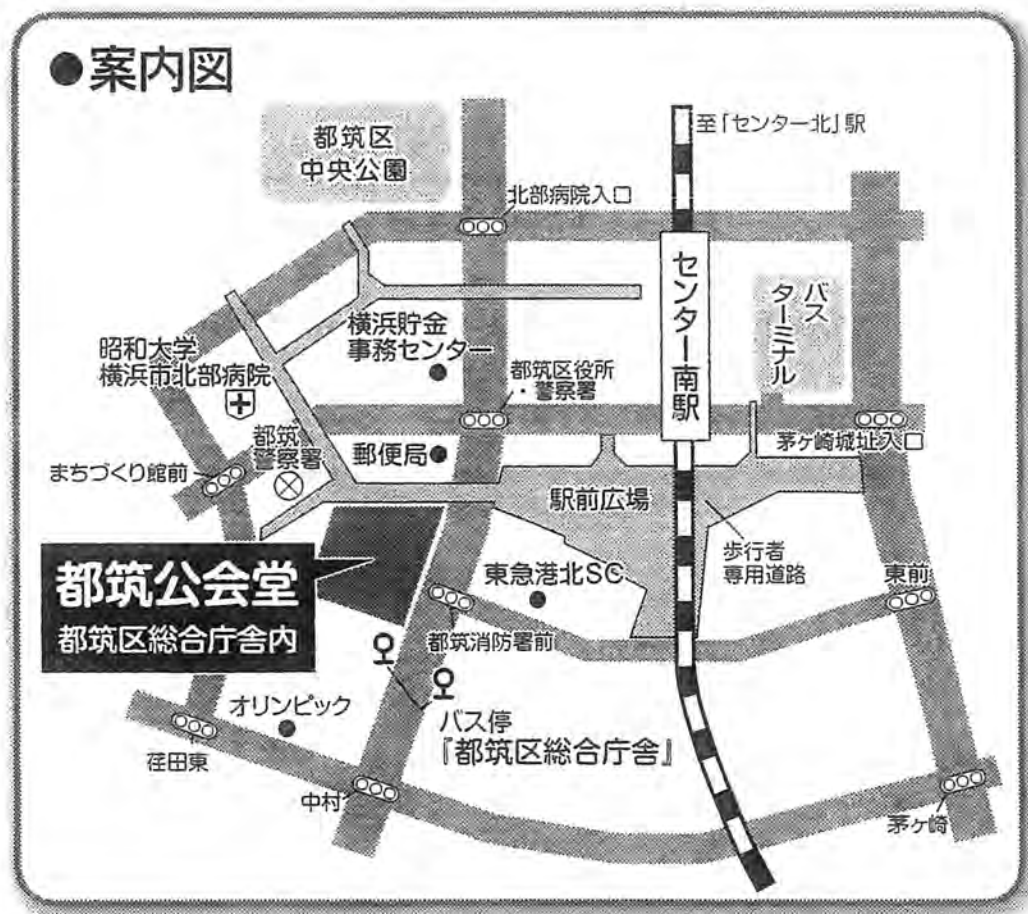 ●案内図
都筑区
中央公園
至「センター北」駅
北部病院入口
センター南駅
バス
ターミナル
横浜貯金
事務センター
昭和大学
横浜市北部病院
都筑区役所
・警察署
茅ヶ崎城址入口
都筑
警察署
郵便局
まちづくり館前
駅前広場
歩行者
専用道路
都筑公会堂
都筑区総合庁舎内
東急港北SC
東前
都筑消防署前
オリンピック
バス停
『都筑区総合庁舎』
荏田東
中村
茅ヶ崎